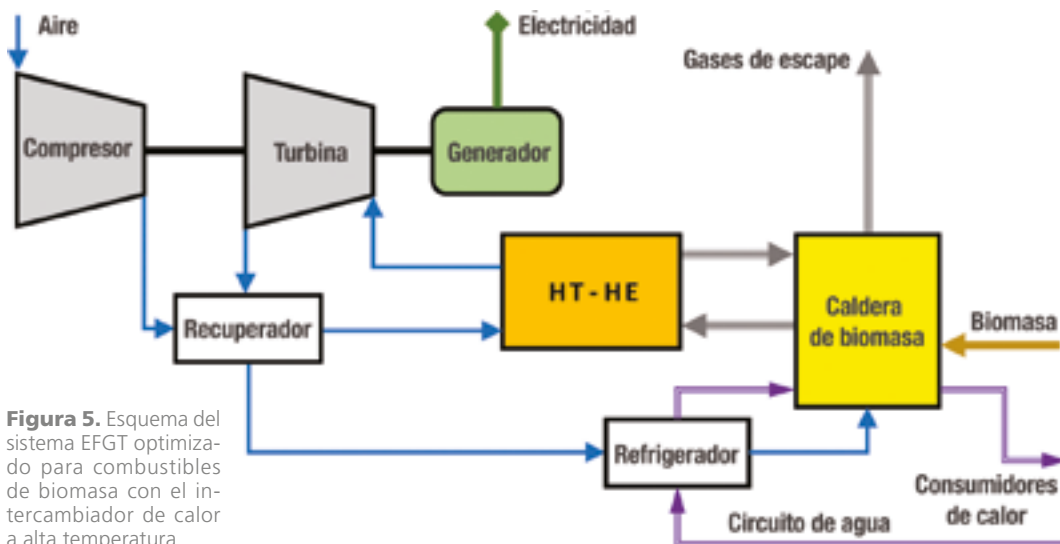 Aire
Electricidad
Gases de escape
Compresor
Turbina
Generador
HT-HE
Caldera
de biomasa
Biomasa
Recuperador
Refrigerador
Consumidores
de calor
Circuito de agua
Figura 5. Esquema del
sistema EFGT optimiza-
do para combustibles
de biomasa con el in-
tercambiador de calor
a alta temperatura